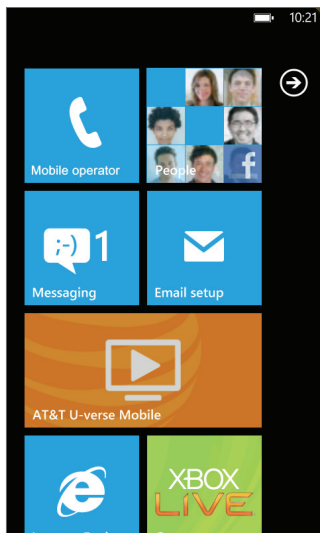 10:21
Mobile operator
People
f
;-) 1
Messaging
Email setup
AT&T U-verse Mobile
XBOX
LIVE